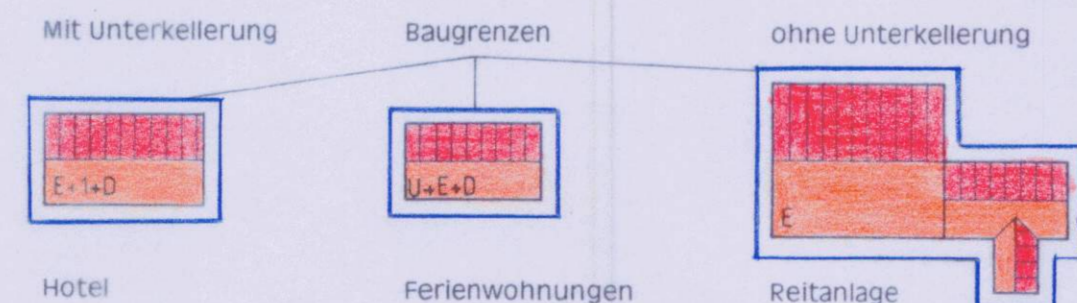 Mit Unterkellerung
Baugrenzen
ohne Unterkellerung
E+1+D
U+E+D
E
Hotel
Ferienwohnungen
Reitanlage